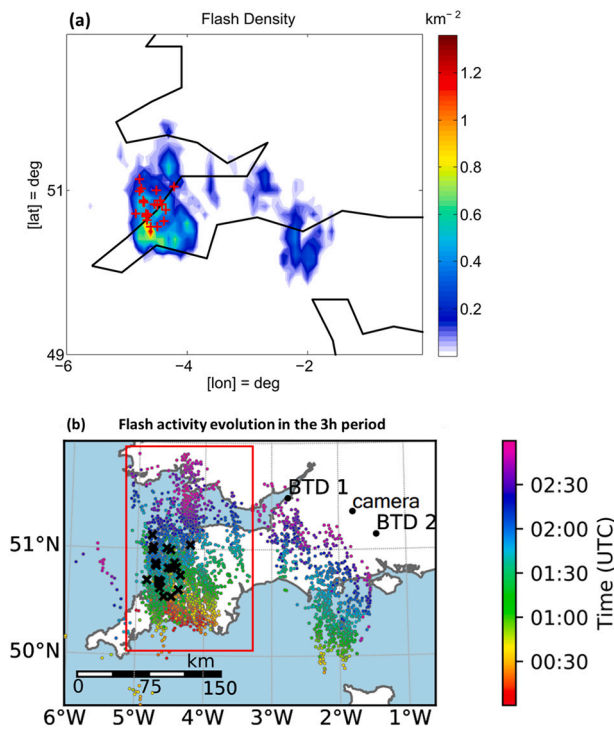 (a)
Flash Density
km⁻²
1.2
1
0.8
0.6
0.4
0.2
[lat] = deg
51
49
-6
-4
-2
[lon] = deg
(b) Flash activity evolution in the 3h period
BTD 1
camera
BTD 2
51°N
50°N
km
0 75 150
6°W 5°W 4°W 3°W 2°W 1°W
02:30
02:00
01:30
01:00
00:30
Time (UTC)